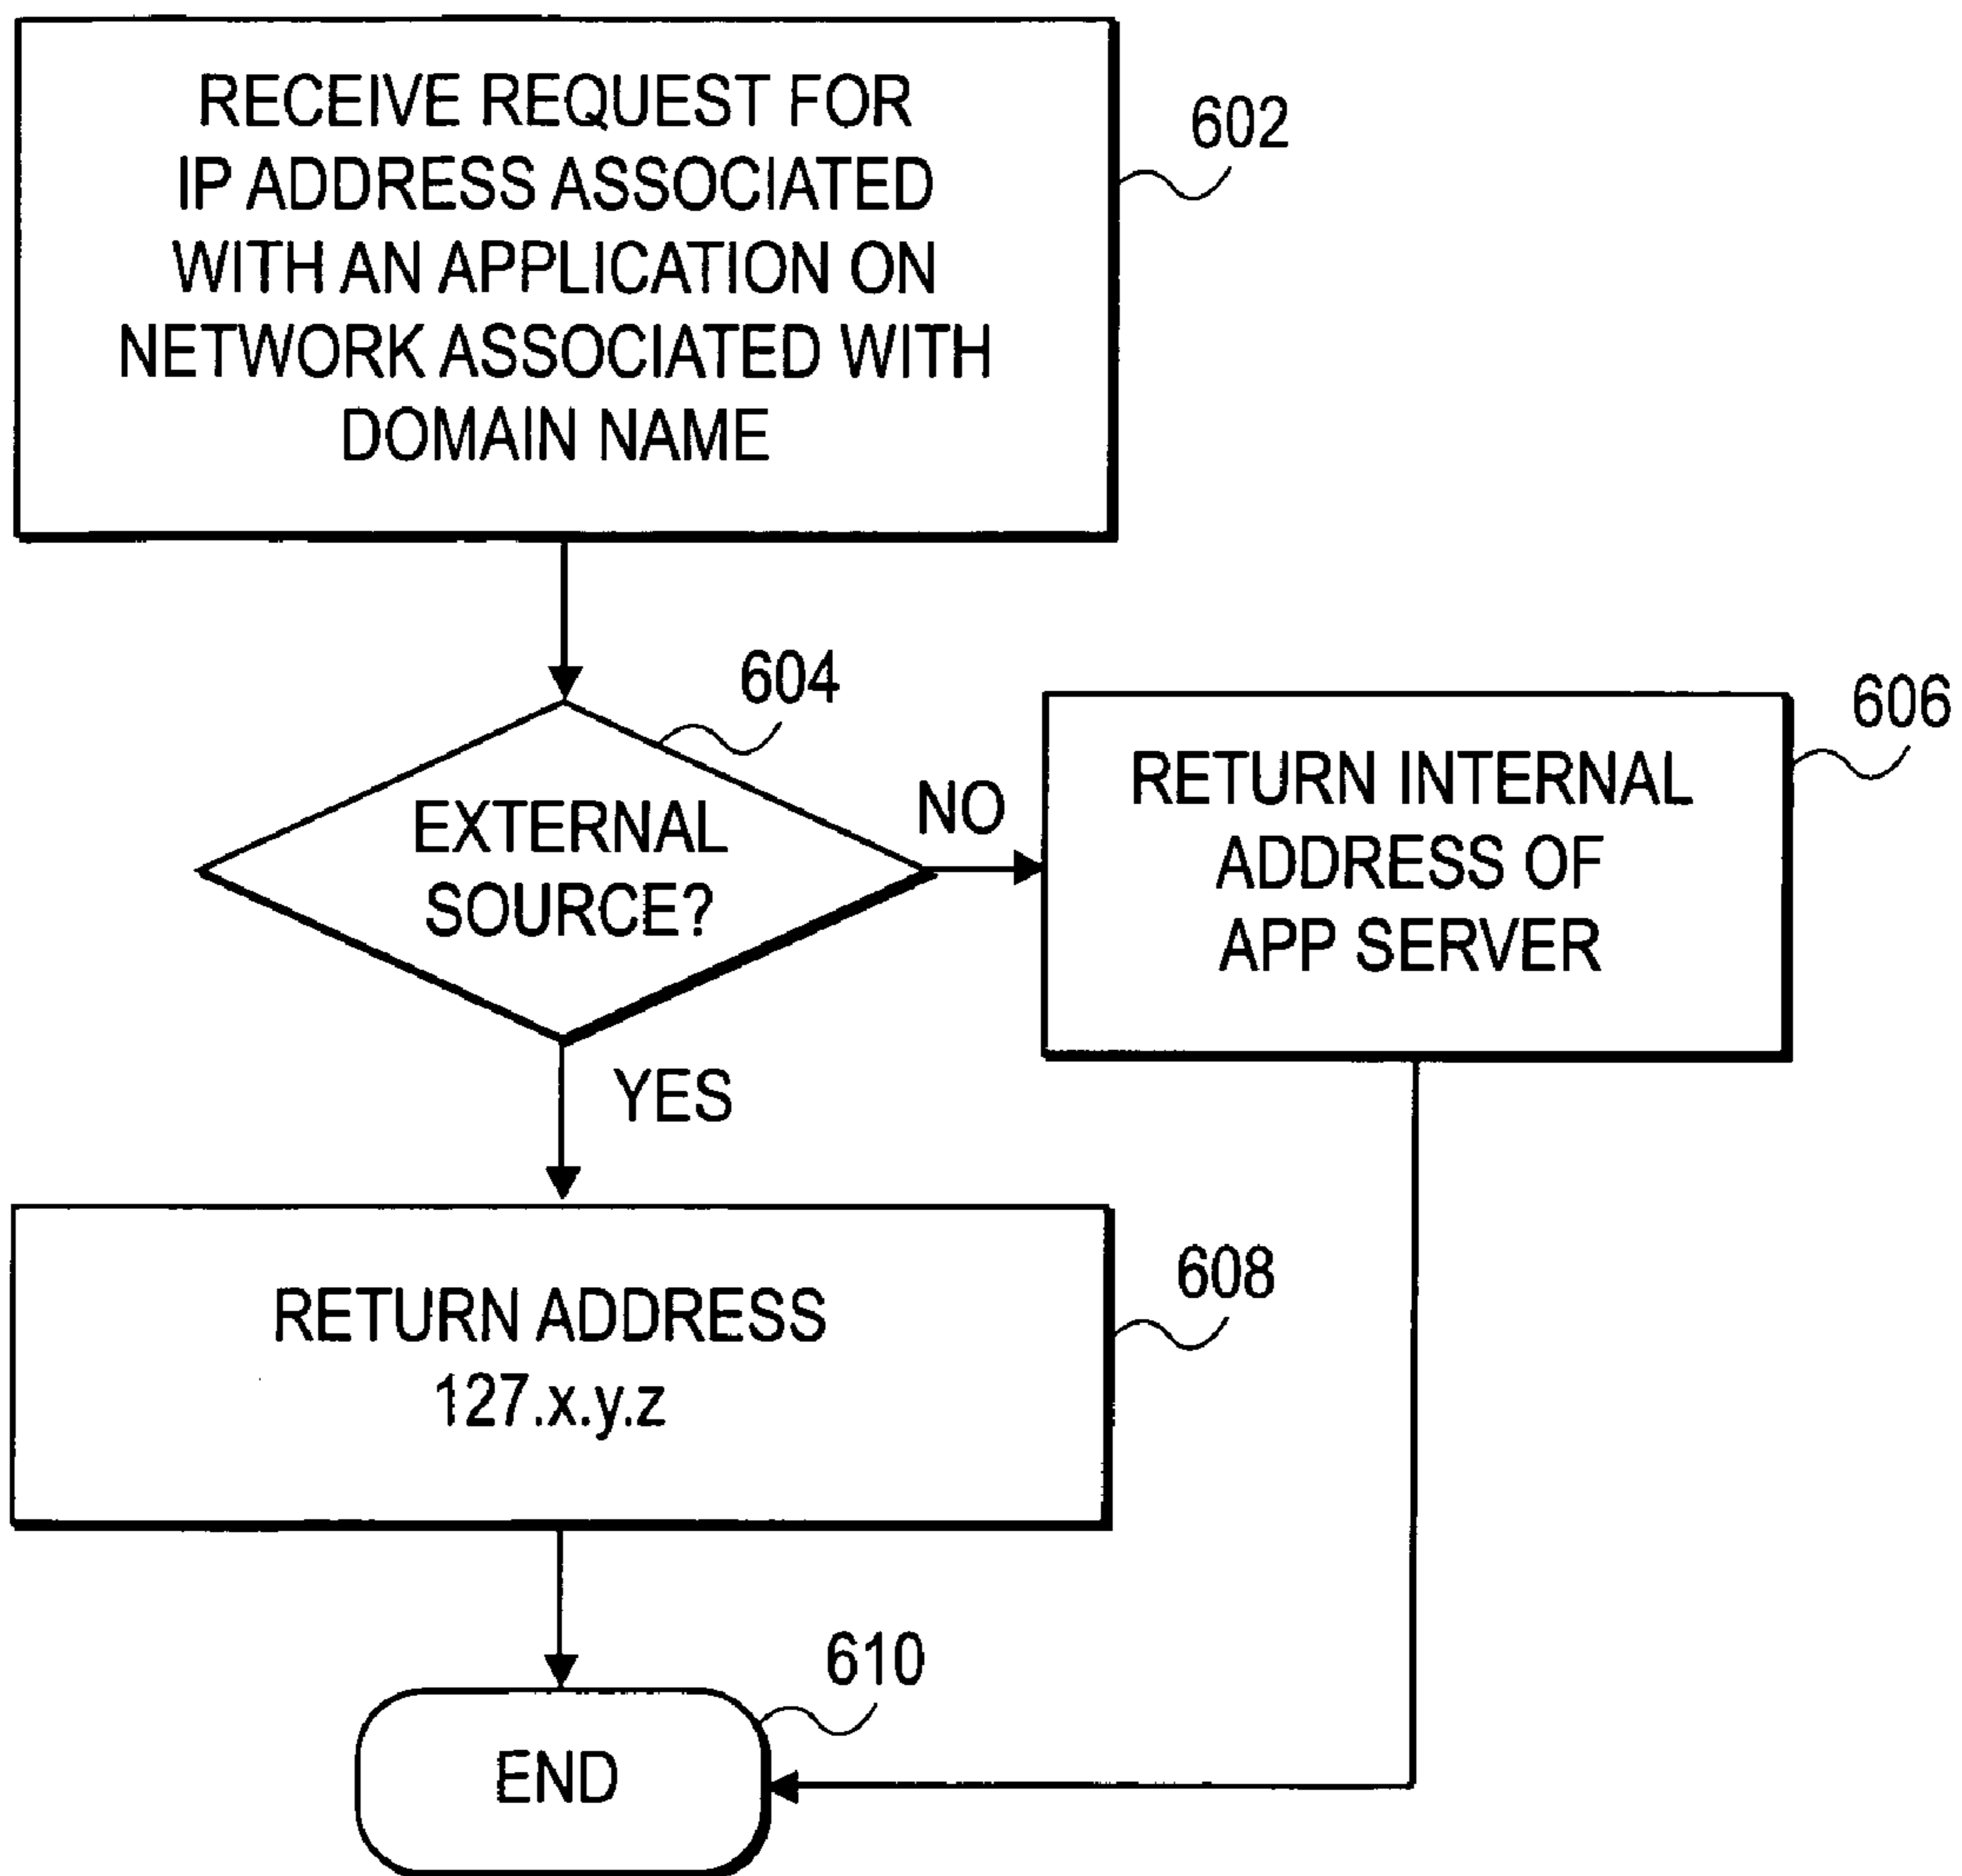 RECEIVE REQUEST FOR
IP ADDRESS ASSOCIATED
WITH AN APPLICATION ON
NETWORK ASSOCIATED WITH
DOMAIN NAME
602
604
EXTERNAL
SOURCE?
NO
606
RETURN INTERNAL
ADDRESS OF
APP SERVER
YES
608
RETURN ADDRESS
127.x.y.z
610
END